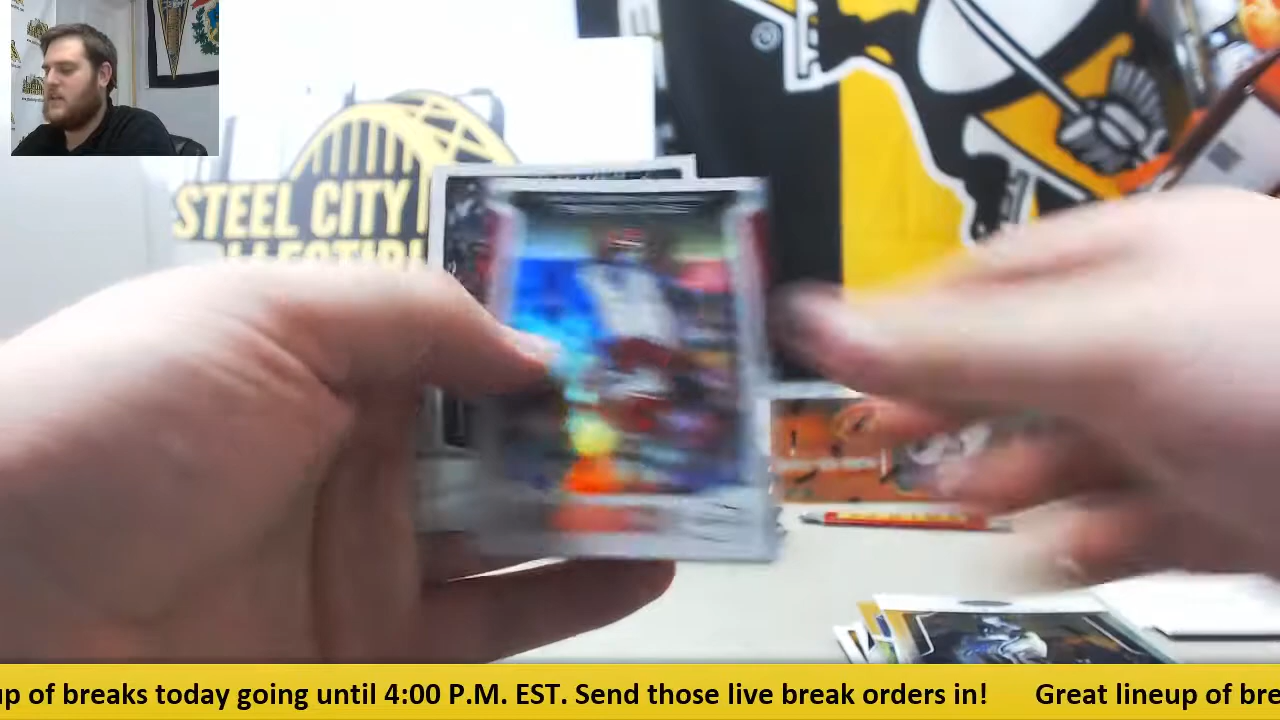 STEEL CITY
up of breaks today going until 4:00 P.M. EST. Send those live break orders in! Great lineup of bre